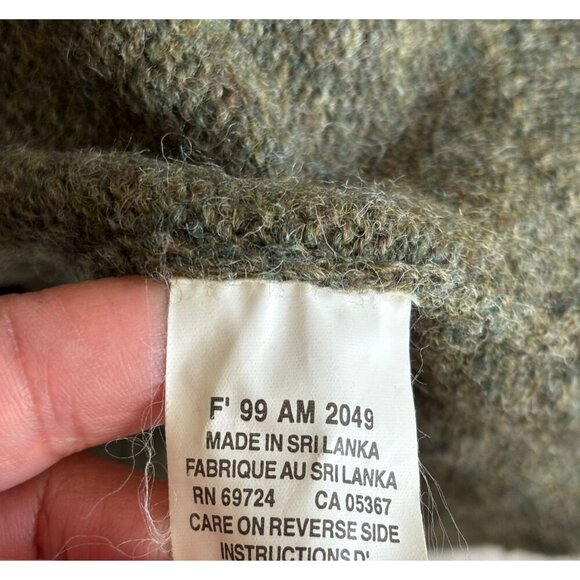 F' 99 AM 2049
MADE IN SRI LANKA
FABRIQUE AU SRI LANKA
RN 69724 CA 05367
CARE ON REVERSE SIDE
INSTRUCTIONS D'